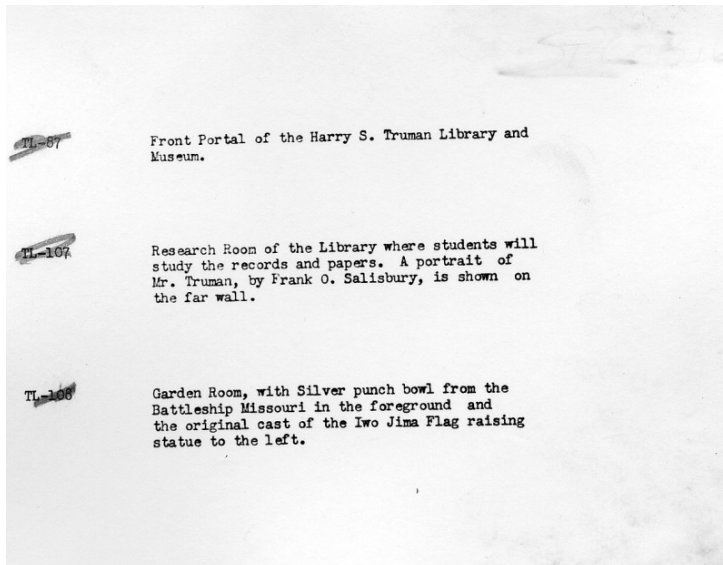 TL-87 Front Portal of the Harry S. Truman Library and
Museum.
TL-107 Research Room of the Library where students will
study the records and papers. A portrait of
Mr. Truman, by Frank O. Salisbury, is shown on
the far wall.
TL-108 Garden Room, with Silver punch bowl from the
Battleship Missouri in the foreground and
the original cast of the Iwo Jima Flag raising
statue to the left.